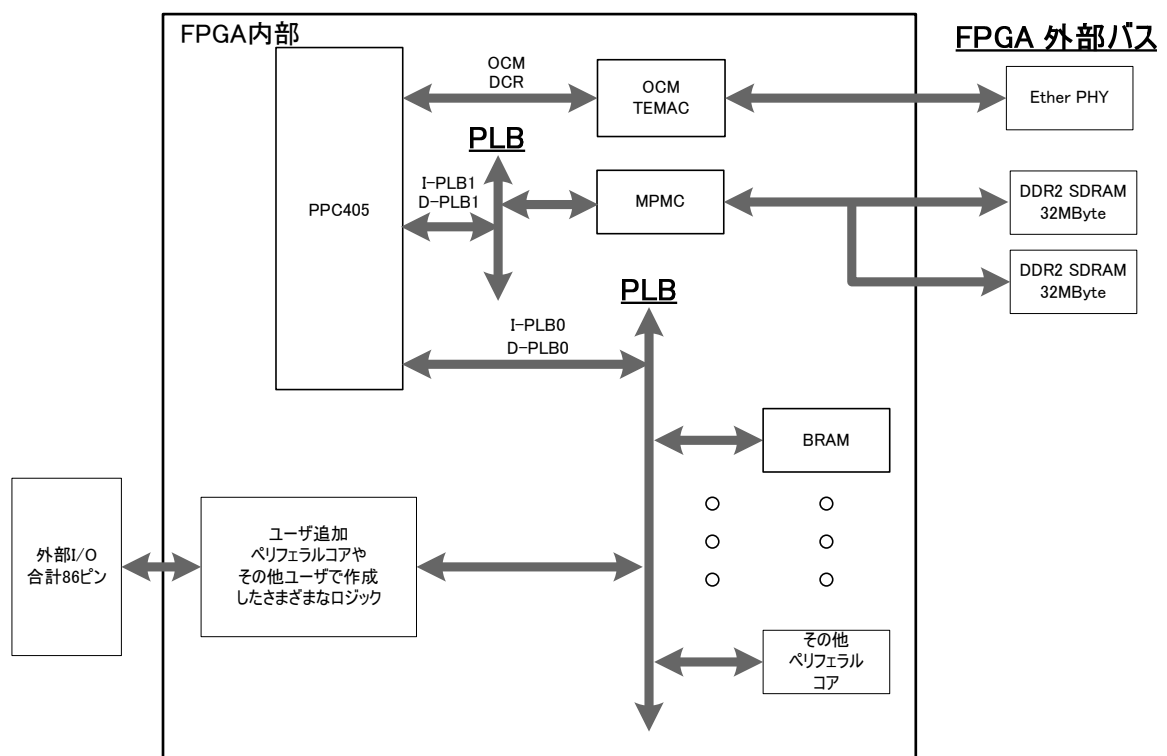 FPGA内部
FPGA 外部バス
OCM
DCR
OCM
TEMAC
Ether PHY
PLB
I-PLB1
D-PLB1
PPC405
MPMC
DDR2 SDRAM
32MByte
DDR2 SDRAM
32MByte
PLB
I-PLB0
D-PLB0
BRAM
外部I/O
合計86ピン
ユーザ追加
ペリフェラルコアや
その他ユーザで作成
したさまざまなロジック
その他
ペリフェラル
コア